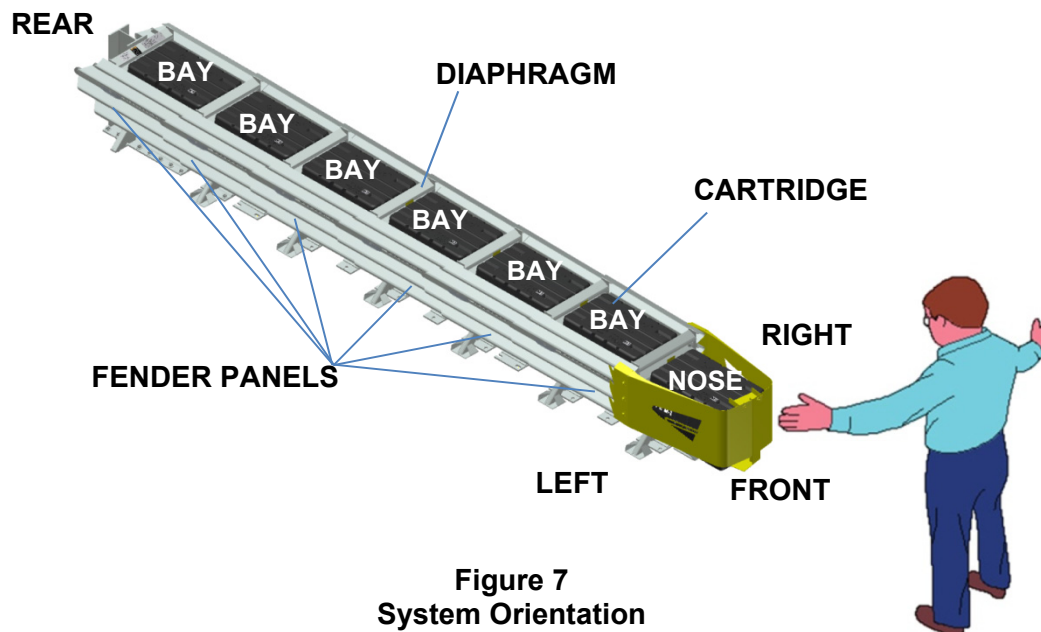 REAR
BAY
DIAPHRAGM
BAY
BAY
CARTRIDGE
BAY
BAY
BAY
RIGHT
NOSE
FENDER PANELS
LEFT
FRONT
Figure 7
System Orientation